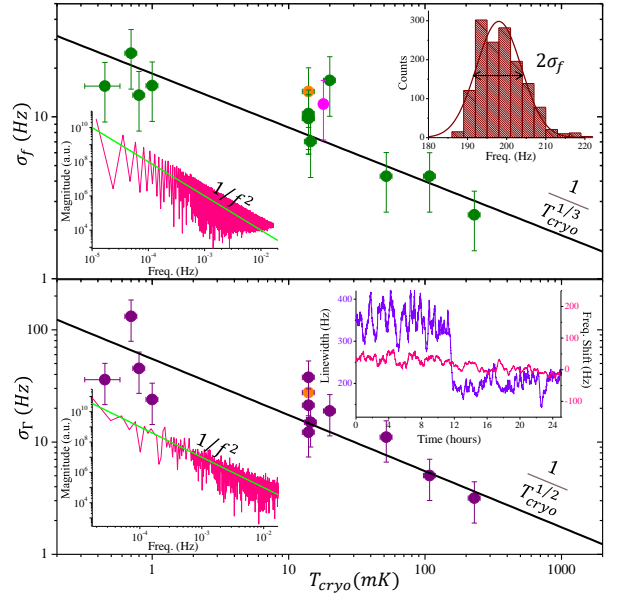 σ_f (Hz)
10
1
300
200
100
0
Counts
180 190 200 210 220
Freq. (Hz)
2σ_f
10^10
10^8
10^6
10^4
10^2
Magnitude (a.u.)
1/f^2
10^-5 10^-4 10^-3 10^-2
Freq. (Hz)
1
T_cryo^1/3
σ_Γ (Hz)
100
10
1
400
300
200
Linewidth (Hz)
200
100
0
-100
Freq. Shift (Hz)
0 4 8 12 16 20 24
Time (hours)
10^10
10^8
10^6
10^4
Magnitude (a.u.)
1/f^2
10^-4 10^-3 10^-2
Freq. (Hz)
1
T_cryo^1/2
1 10 100 1000
T_cryo (mK)